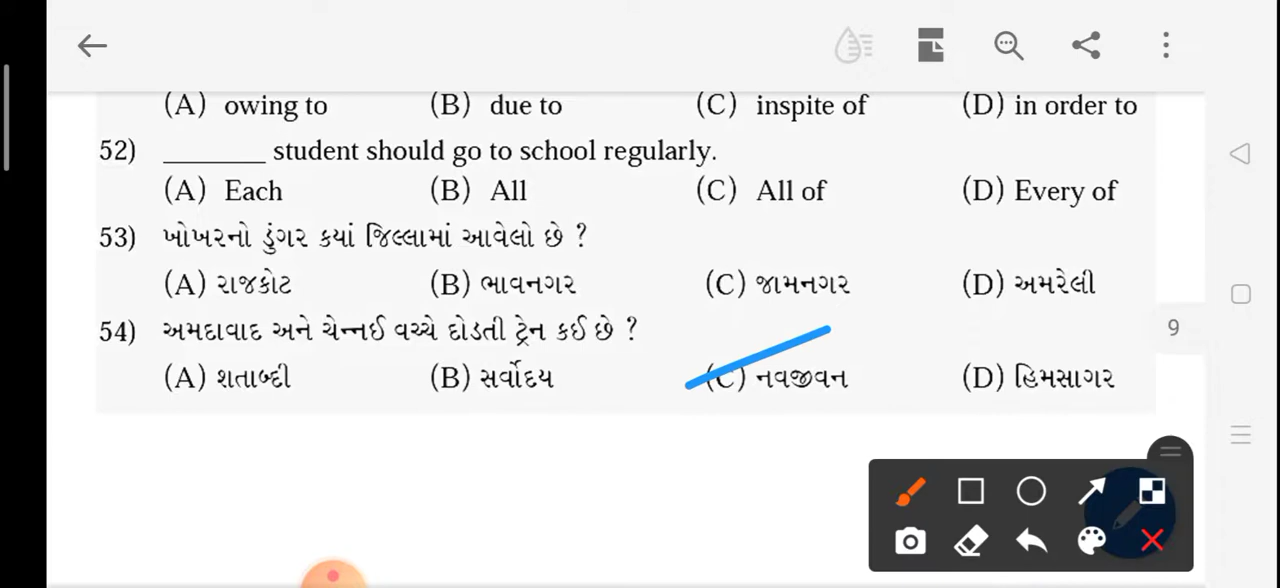 (A) owing to (B) due to (C) inspite of (D) in order to
52) _______ student should go to school regularly.
(A) Each (B) All (C) All of (D) Every of
53) ખોખરનો ડુંગર કયાં જિલ્લામાં આવેલો છે ?
(A) રાજકોટ (B) ભાવનગર (C) જામનગર (D) અમરેલી
54) અમદાવાદ અને ચેન્નઈ વચ્ચે દોડતી ટ્રેન કઈ છે ?
(A) શતાબ્દી (B) સર્વોદય (C) નવજીવન (D) હિમસાગર
9